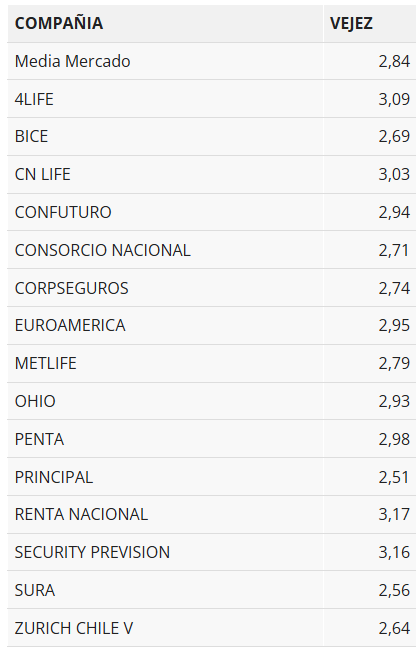 COMPAÑIA VEJEZ
Media Mercado 2,84
4LIFE 3,09
BICE 2,69
CN LIFE 3,03
CONFUTURO 2,94
CONSORCIO NACIONAL 2,71
CORPSEGUROS 2,74
EUROAMERICA 2,95
METLIFE 2,79
OHIO 2,93
PENTA 2,98
PRINCIPAL 2,51
RENTA NACIONAL 3,17
SECURITY PREVISION 3,16
SURA 2,56
ZURICH CHILE V 2,64